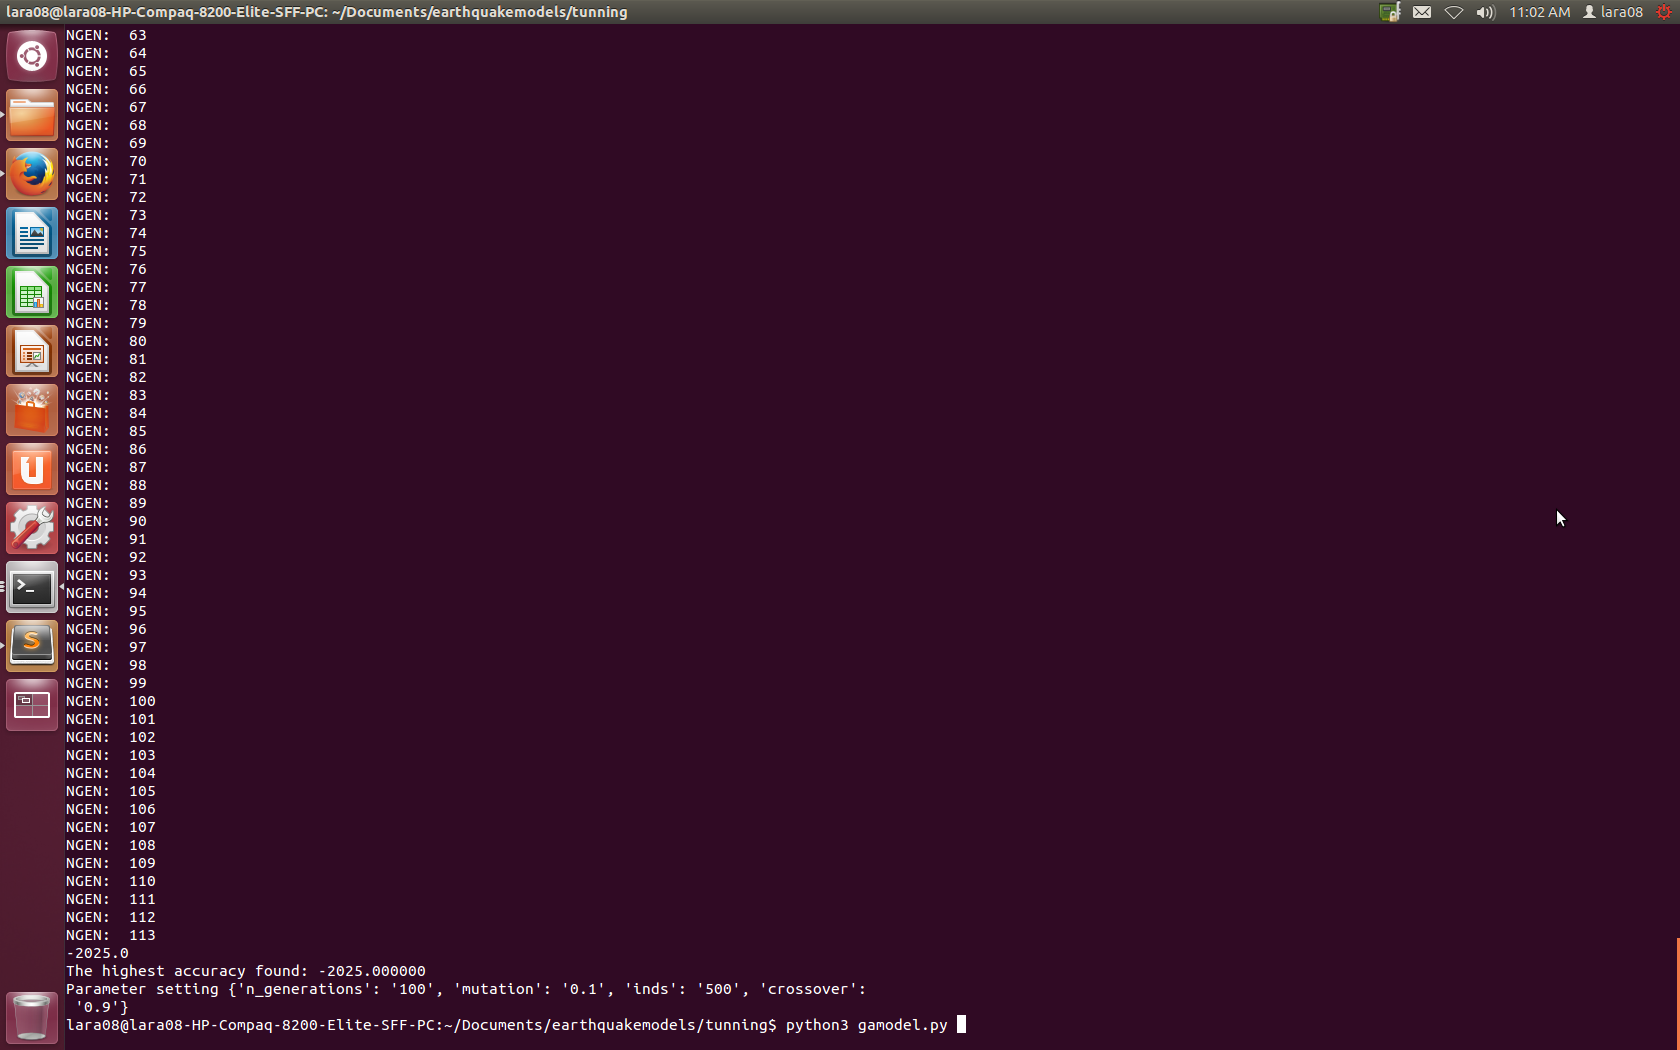 lara08@lara08-HP-Compaq-8200-Elite-SFF-PC: ~/Documents/earthquakemodels/tunning
11:02 AM
lara08
NGEN:  63
NGEN:  64
NGEN:  65
NGEN:  66
NGEN:  67
NGEN:  68
NGEN:  69
NGEN:  70
NGEN:  71
NGEN:  72
NGEN:  73
NGEN:  74
NGEN:  75
NGEN:  76
NGEN:  77
NGEN:  78
NGEN:  79
NGEN:  80
NGEN:  81
NGEN:  82
NGEN:  83
NGEN:  84
NGEN:  85
NGEN:  86
NGEN:  87
NGEN:  88
NGEN:  89
NGEN:  90
NGEN:  91
NGEN:  92
NGEN:  93
NGEN:  94
NGEN:  95
NGEN:  96
NGEN:  97
NGEN:  98
NGEN:  99
NGEN:  100
NGEN:  101
NGEN:  102
NGEN:  103
NGEN:  104
NGEN:  105
NGEN:  106
NGEN:  107
NGEN:  108
NGEN:  109
NGEN:  110
NGEN:  111
NGEN:  112
NGEN:  113
-2025.0
The highest accuracy found: -2025.000000
Parameter setting {'n_generations': '100', 'mutation': '0.1', 'inds': '500', 'crossover':
 '0.9'}
lara08@lara08-HP-Compaq-8200-Elite-SFF-PC:~/Documents/earthquakemodels/tunning$ python3 gamodel.py